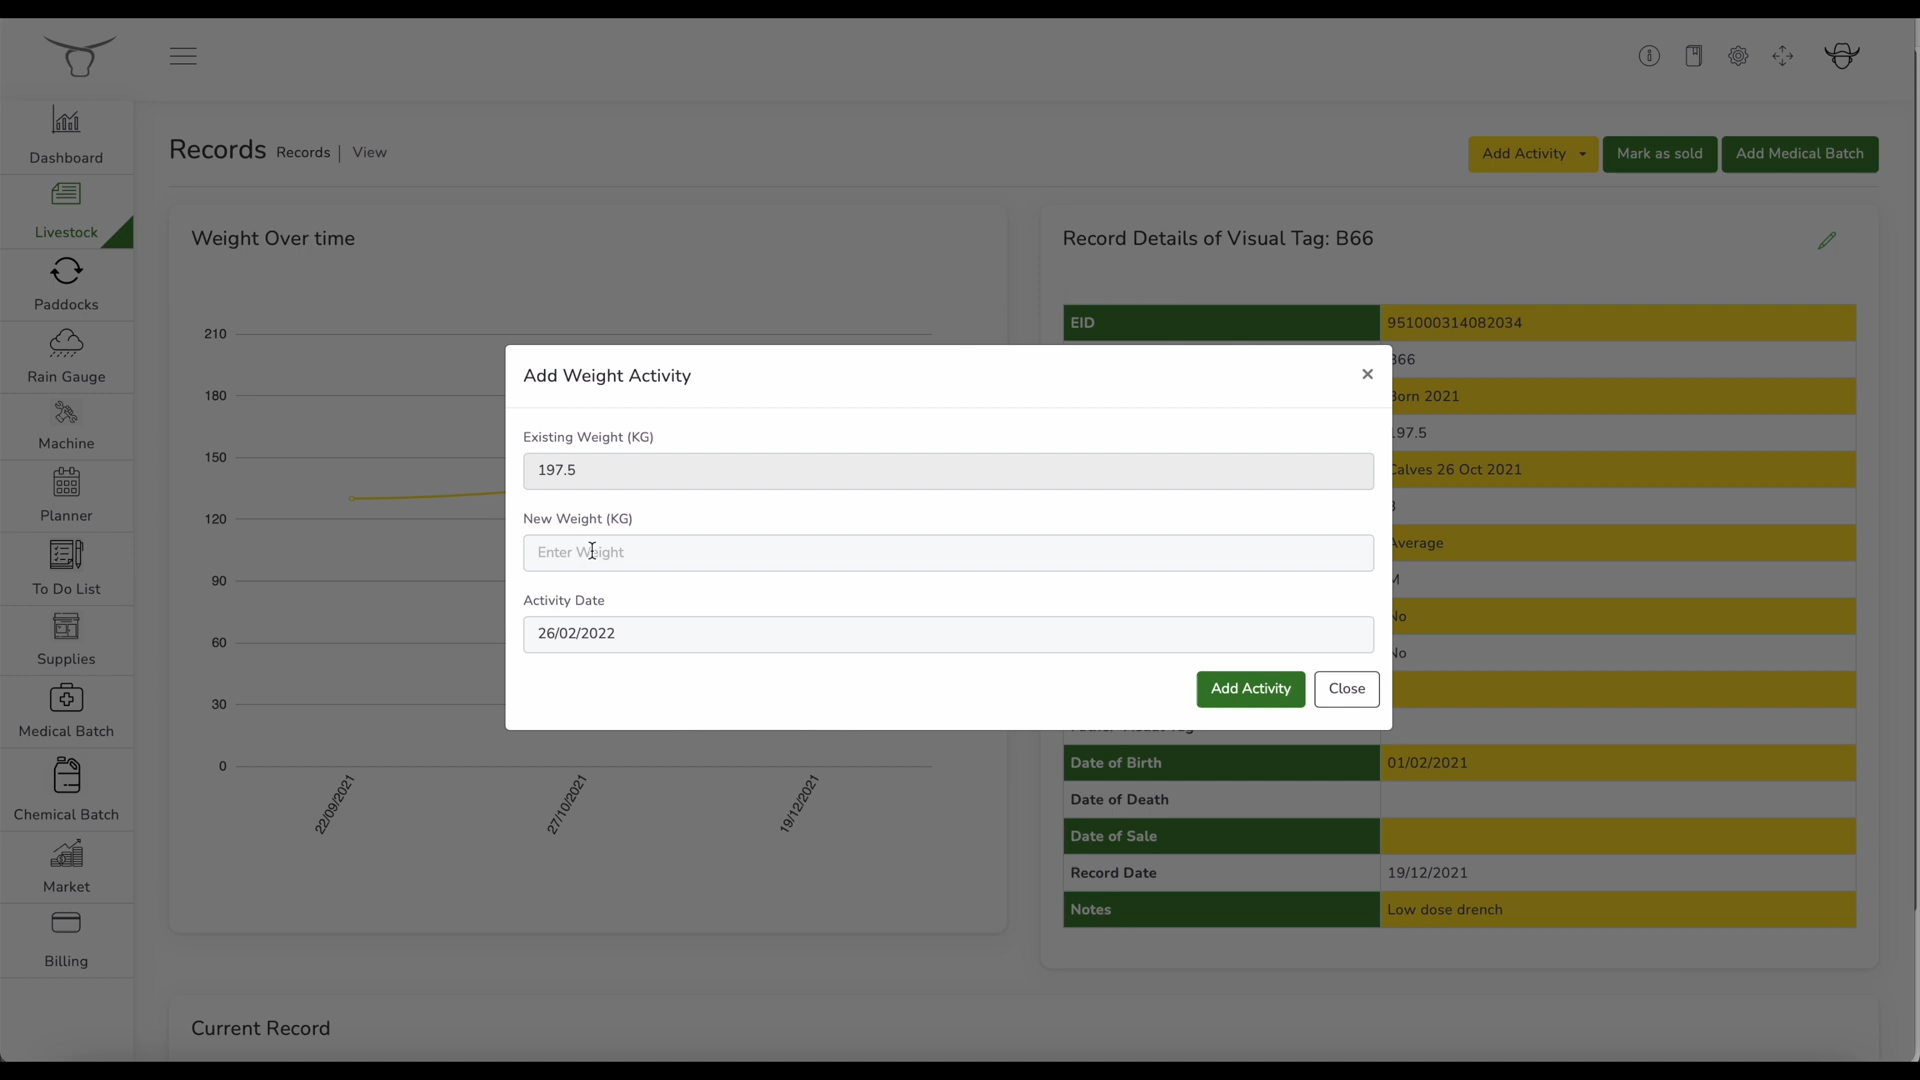 Dashboard
Livestock
Paddocks
Rain Gauge
Machine
Planner
To Do List
Supplies
Medical Batch
Chemical Batch
Market
Billing
Records Records | View
Add Activity
Mark as sold
Add Medical Batch
Weight Over time
210
180
150
120
90
60
30
0
22/09/2021
27/10/2021
19/12/2021
Add Weight Activity
×
Existing Weight (KG)
197.5
New Weight (KG)
Enter Weight
Activity Date
26/02/2022
Add Activity
Close
Record Details of Visual Tag: B66
EID 951000314082034
Born 2021
Calves 26 Oct 2021
Average
No
No
Date of Birth 01/02/2021
Date of Death
Date of Sale
Record Date 19/12/2021
Notes Low dose drench
Current Record